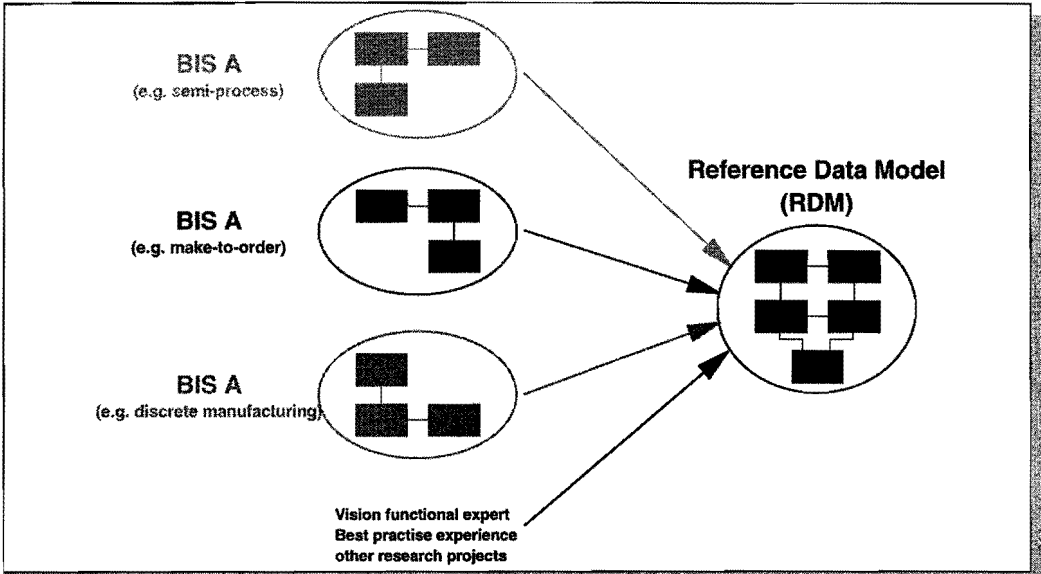 BIS A
(e.g. semi-process)
Reference Data Model
(RDM)
BIS A
(e.g. make-to-order)
BIS A
(e.g. discrete manufacturing)
Vision functional expert
Best practise experience
other research projects